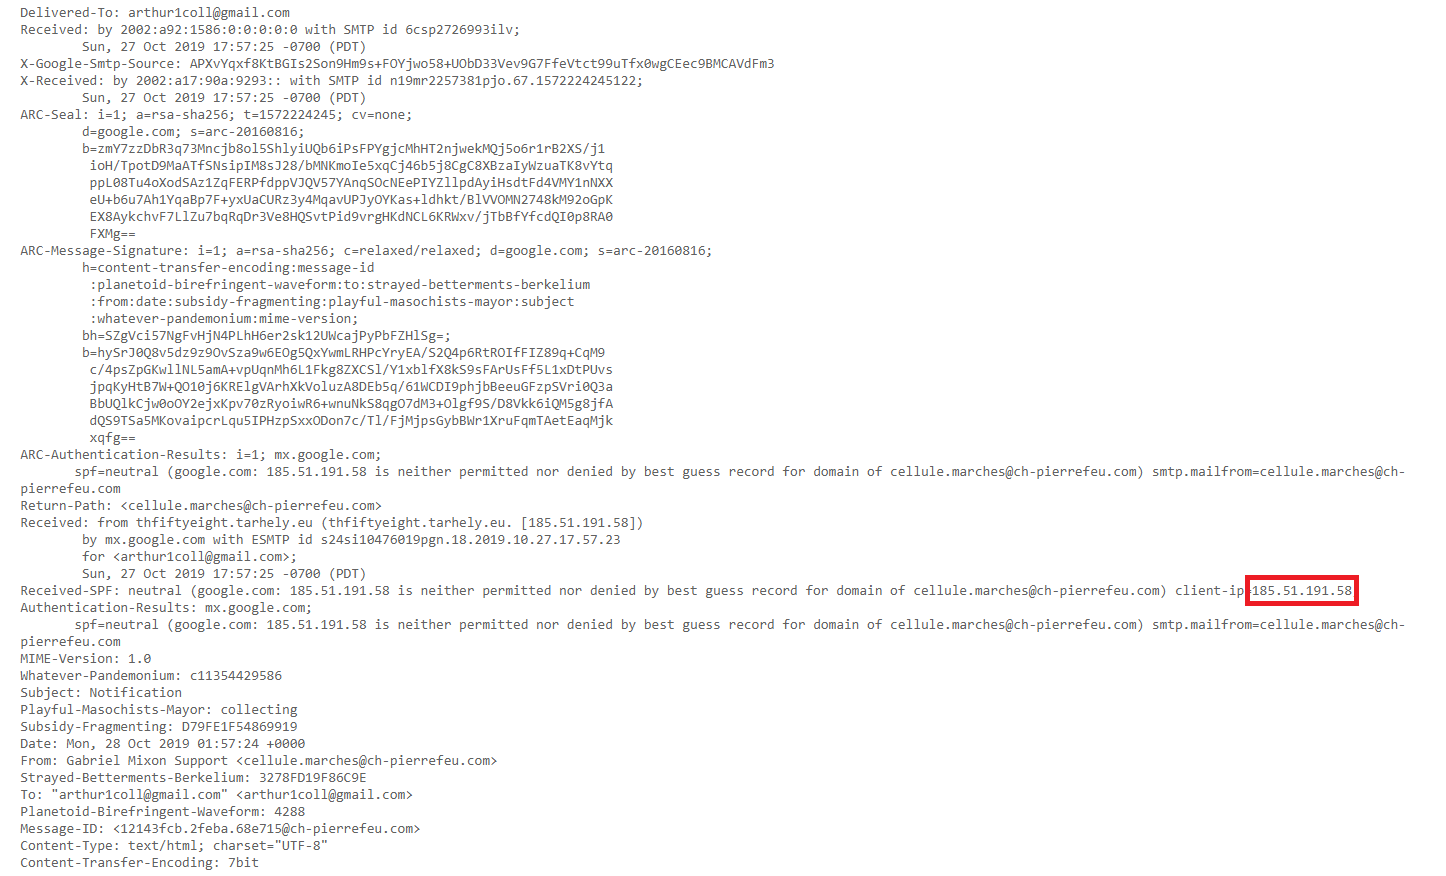 Delivered-To: arthur1coll@gmail.com
Received: by 2002:a92:1586:0:0:0:0:0 with SMTP id 6csp2726993ilv;
Sun, 27 Oct 2019 17:57:25 -0700 (PDT)
X-Google-Smtp-Source: APXvYqxf8KtBGIs2Son9Hm9s+FOYjwo58+UObD33Vev9G7FfeVtct99uTfx0wgCEec9BMCAVdFm3
X-Received: by 2002:a17:90a:9293:: with SMTP id n19mr2257381pjo.67.1572224245122;
Sun, 27 Oct 2019 17:57:25 -0700 (PDT)
ARC-Seal: i=1; a=rsa-sha256; t=1572224245; cv=none;
d=google.com; s=arc-20160816;
b=zmY7zzDbR3q73Mncjb8ol5ShlyiUQb6iPsFPYgjcMhHT2njwekMQj5o6r1rB2XS/j1
ioH/TpotD9MaATfSNsipIM8sJ28/bMNKmoIe5xqCj46b5j8CgC8XBzaIyWzuaTK8vYtq
ppL08Tu4oXodSAz1ZqFERPfdppVJQV57YAnqSOcNEePIYZllpdAyiHsdtFd4VMY1nNXX
eU+b6u7Ah1YqaBp7F+yxUaCURz3y4MqavUPJyOYKas+ldhkt/BlVVOMN2748kM92oGpK
EX8AykchvF7LlZu7bqRqDr3Ve8HQSvtPid9vrgHKdNCL6KRWxv/jTbBfYfcdQI0p8RA0
FXMg==
ARC-Message-Signature: i=1; a=rsa-sha256; c=relaxed/relaxed; d=google.com; s=arc-20160816;
h=content-transfer-encoding:message-id
:planetoid-birefringent-waveform:to:strayed-betterments-berkelium
:from:date:subsidy-fragmenting:playful-masochists-mayor:subject
:whatever-pandemonium:mime-version;
bh=SZgVci57NgFvHjN4PLhH6er2sk12UWcajPyPbFZHlSg=;
b=hySrJ0Q8v5dz9z9OvSza9w6EOg5QxYwmLRHPcYryEA/S2Q4p6RtROIfFIZ89q+CqM9
c/4psZpGKwllNL5amA+vpUqnMh6L1Fkg8ZXCSl/Y1xblfX8kS9sFArUsFf5L1xDtPUvs
jpqKyHtB7W+QO10j6KRElgVArhXkVoluzA8DEb5q/61WCDI9phjbBeeuGFzpSVri0Q3a
BbUQlkCjw0oOY2ejxKpv70zRyoiwR6+wnuNkS8qgO7dM3+Olgf9S/D8Vkk6iQM5g8jfA
dQS9TSa5MKovaipcrLqu5IPHzpSxxODon7c/Tl/FjMjpsGybBWr1XruFqmTAetEaqMjk
xqfg==
ARC-Authentication-Results: i=1; mx.google.com;
spf=neutral (google.com: 185.51.191.58 is neither permitted nor denied by best guess record for domain of cellule.marches@ch-pierrefeu.com) smtp.mailfrom=cellule.marches@ch-
pierrefeu.com
Return-Path: <cellule.marches@ch-pierrefeu.com>
Received: from thfiftyeight.tarhely.eu (thfiftyeight.tarhely.eu. [185.51.191.58])
by mx.google.com with ESMTP id s24si10476019pgn.18.2019.10.27.17.57.23
for <arthur1coll@gmail.com>;
Sun, 27 Oct 2019 17:57:25 -0700 (PDT)
Received-SPF: neutral (google.com: 185.51.191.58 is neither permitted nor denied by best guess record for domain of cellule.marches@ch-pierrefeu.com) client-ip=185.51.191.58
Authentication-Results: mx.google.com;
spf=neutral (google.com: 185.51.191.58 is neither permitted nor denied by best guess record for domain of cellule.marches@ch-pierrefeu.com) smtp.mailfrom=cellule.marches@ch-
pierrefeu.com
MIME-Version: 1.0
Whatever-Pandemonium: c11354429586
Subject: Notification
Playful-Masochists-Mayor: collecting
Subsidy-Fragmenting: D79FE1F54869919
Date: Mon, 28 Oct 2019 01:57:24 +0000
From: Gabriel Mixon Support <cellule.marches@ch-pierrefeu.com>
Strayed-Betterments-Berkelium: 3278FD19F86C9E
To: "arthur1coll@gmail.com" <arthur1coll@gmail.com>
Planetoid-Birefringent-Waveform: 4288
Message-ID: <12143fcb.2feba.68e715@ch-pierrefeu.com>
Content-Type: text/html; charset="UTF-8"
Content-Transfer-Encoding: 7bit